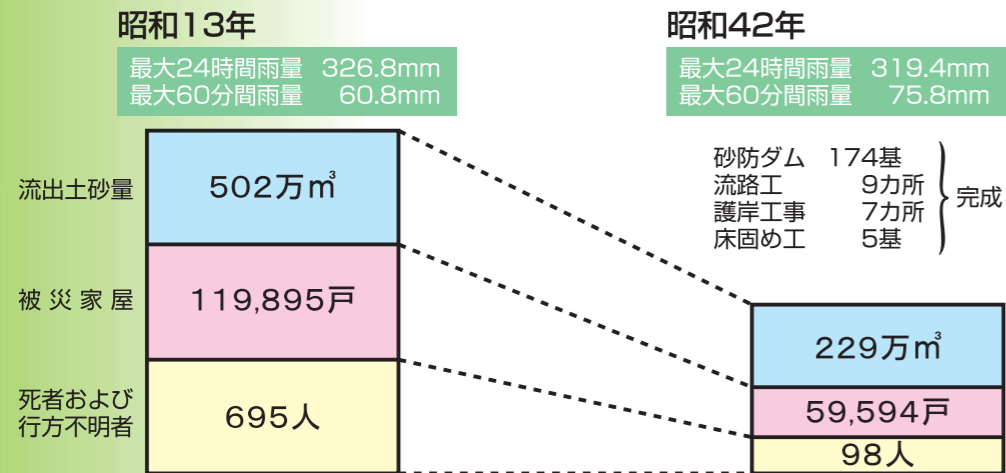 昭和13年
最大24時間雨量 326.8mm
最大60分間雨量 60.8mm
昭和42年
最大24時間雨量 319.4mm
最大60分間雨量 75.8mm
砂防ダム 174基
流路工 9カ所
護岸工事 7カ所
床固め工 5基
完成
流出土砂量
502万㎥
被災家屋
119,895戸
死者および
行方不明者
695人
229万㎥
59,594戸
98人